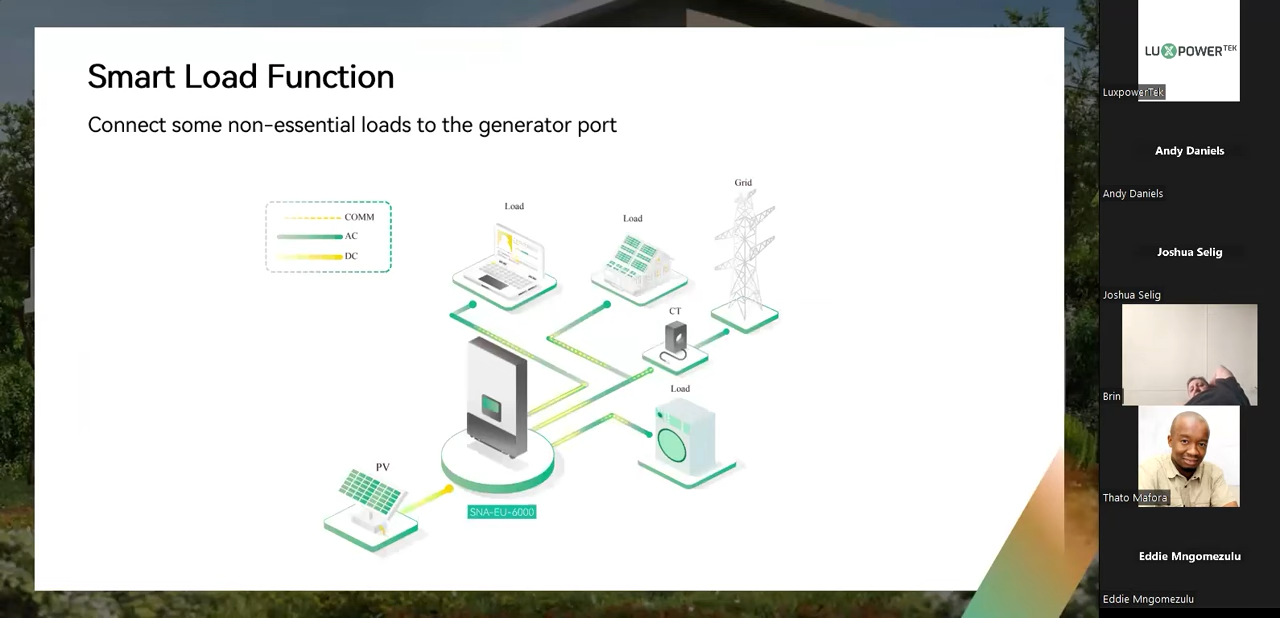 Smart Load Function
Connect some non-essential loads to the generator port
COMM
AC
DC
Load
Load
Grid
CT
Load
PV
SNA-EU-6000
LUXPOWERTEK
LuxpowerTek
Andy Daniels
Andy Daniels
Joshua Selig
Joshua Selig
Brin
Thato Mafora
Eddie Mngomezulu
Eddie Mngomezulu